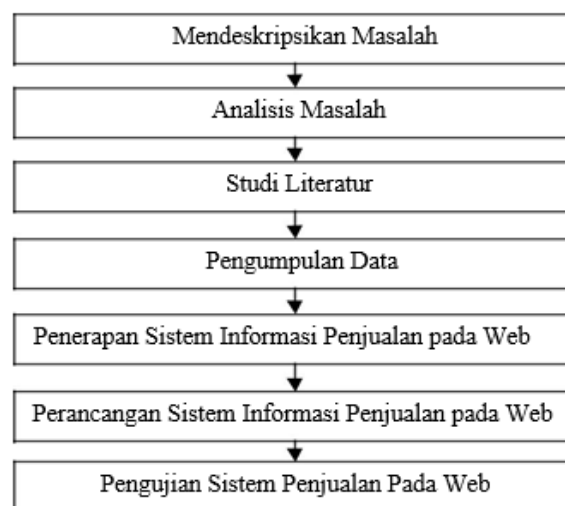 Mendeskripsikan Masalah
Analisis Masalah
Studi Literatur
Pengumpulan Data
Penerapan Sistem Informasi Penjualan pada Web
Perancangan Sistem Informasi Penjualan pada Web
Pengujian Sistem Penjualan Pada Web